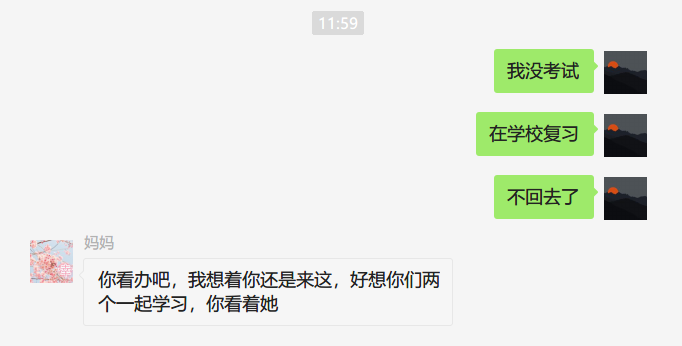 11:59
我没考试
在学校复习
不回去了
妈妈
你看办吧，我想着你还是来这，好想你们两
个一起学习，你看着她